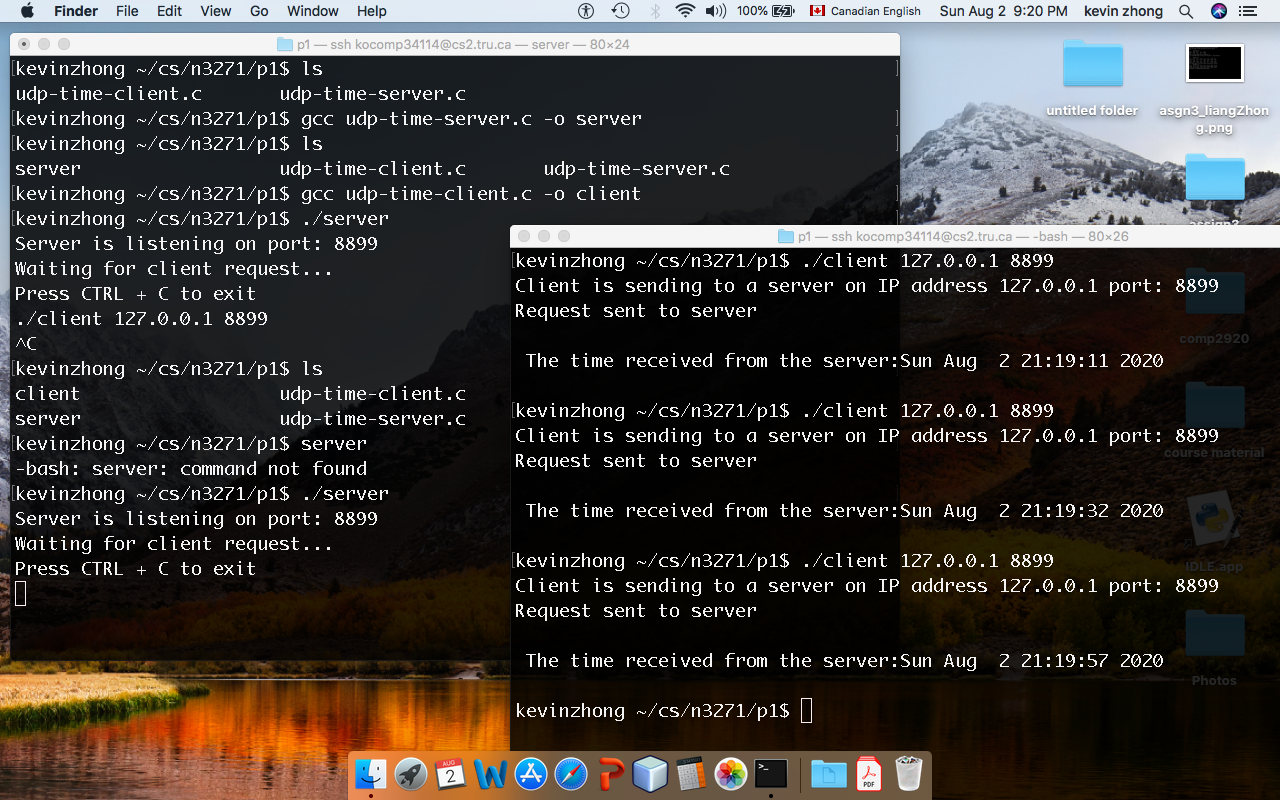 Finder File Edit View Go Window Help 100% Canadian English Sun Aug 2 9:20 PM kevin zhong
p1 — ssh kocomp34114@cs2.tru.ca — server — 80×24
kevinzhong ~/cs/n3271/p1$ ls
udp-time-client.c udp-time-server.c
kevinzhong ~/cs/n3271/p1$ gcc udp-time-server.c -o server
kevinzhong ~/cs/n3271/p1$ ls
server udp-time-client.c udp-time-server.c
kevinzhong ~/cs/n3271/p1$ gcc udp-time-client.c -o client
kevinzhong ~/cs/n3271/p1$ ./server
Server is listening on port: 8899
Waiting for client request...
Press CTRL + C to exit
./client 127.0.0.1 8899
^C
kevinzhong ~/cs/n3271/p1$ ls
client udp-time-client.c
server udp-time-server.c
kevinzhong ~/cs/n3271/p1$ server
-bash: server: command not found
kevinzhong ~/cs/n3271/p1$ ./server
Server is listening on port: 8899
Waiting for client request...
Press CTRL + C to exit
p1 — ssh kocomp34114@cs2.tru.ca — -bash — 80×26
kevinzhong ~/cs/n3271/p1$ ./client 127.0.0.1 8899
Client is sending to a server on IP address 127.0.0.1 port: 8899
Request sent to server
The time received from the server:Sun Aug  2 21:19:11 2020
kevinzhong ~/cs/n3271/p1$ ./client 127.0.0.1 8899
Client is sending to a server on IP address 127.0.0.1 port: 8899
Request sent to server
The time received from the server:Sun Aug  2 21:19:32 2020
kevinzhong ~/cs/n3271/p1$ ./client 127.0.0.1 8899
Client is sending to a server on IP address 127.0.0.1 port: 8899
Request sent to server
The time received from the server:Sun Aug  2 21:19:57 2020
kevinzhong ~/cs/n3271/p1$
untitled folder
asgn3_liangZhon
g.png
assign3
comp2920
course material
IDLE.app
Photos
AUG
2
PDF